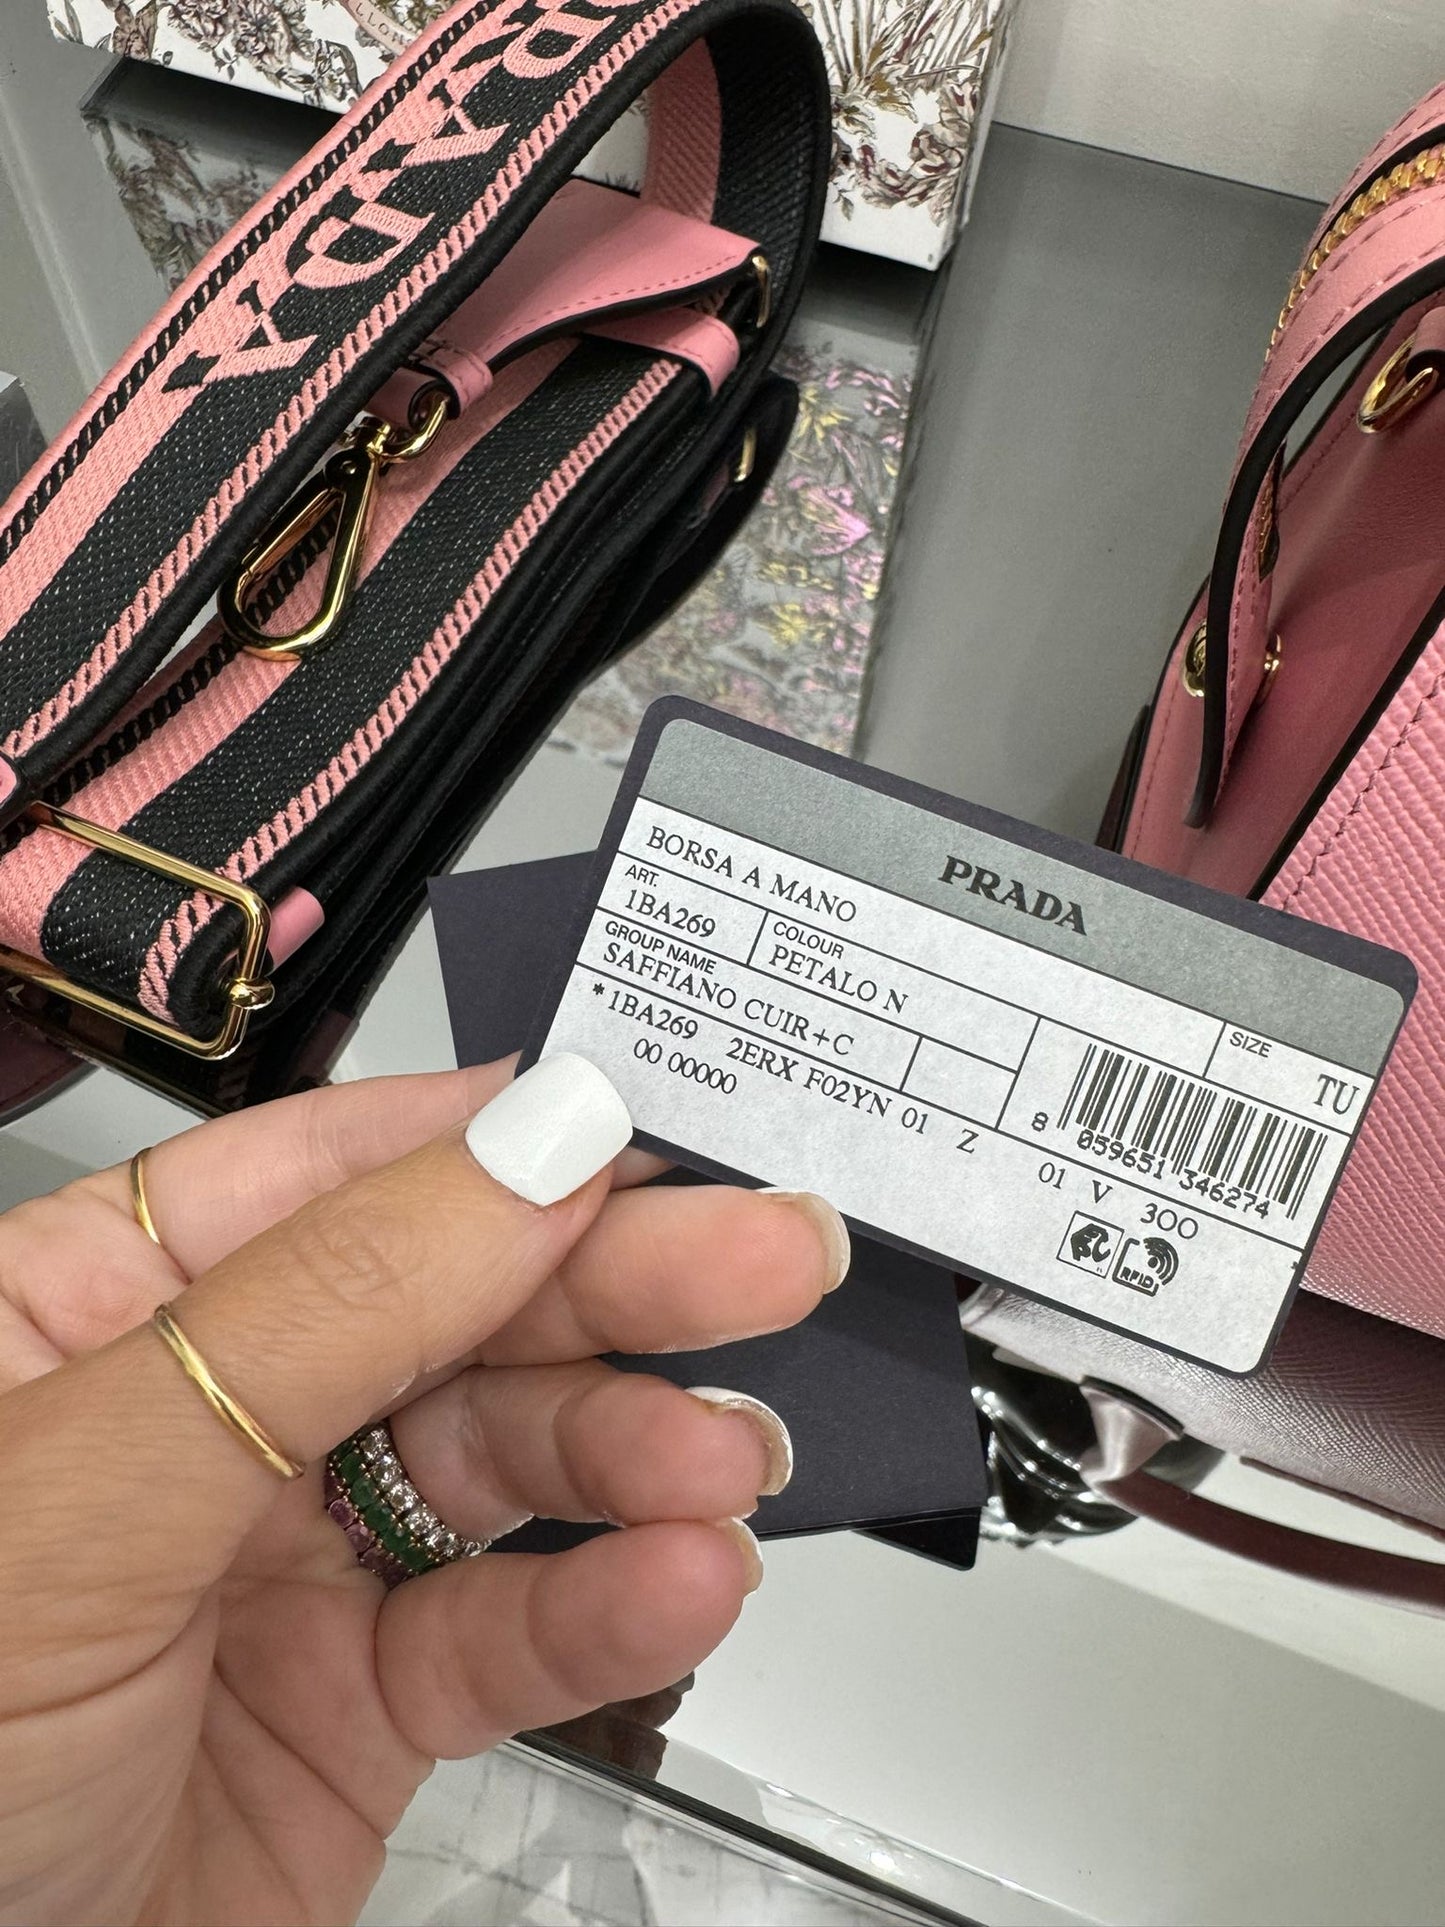 LLON
PRADA
PRADA
BORSA A MANO
SIZE
TU
ART.
1BA269
COLOUR
PETALO N
GROUP NAME
SAFFIANO CUIR+C
*1BA269 2ERX F02YN 01 Z 01 V 300
00 00000
8 059651 346274
RFID